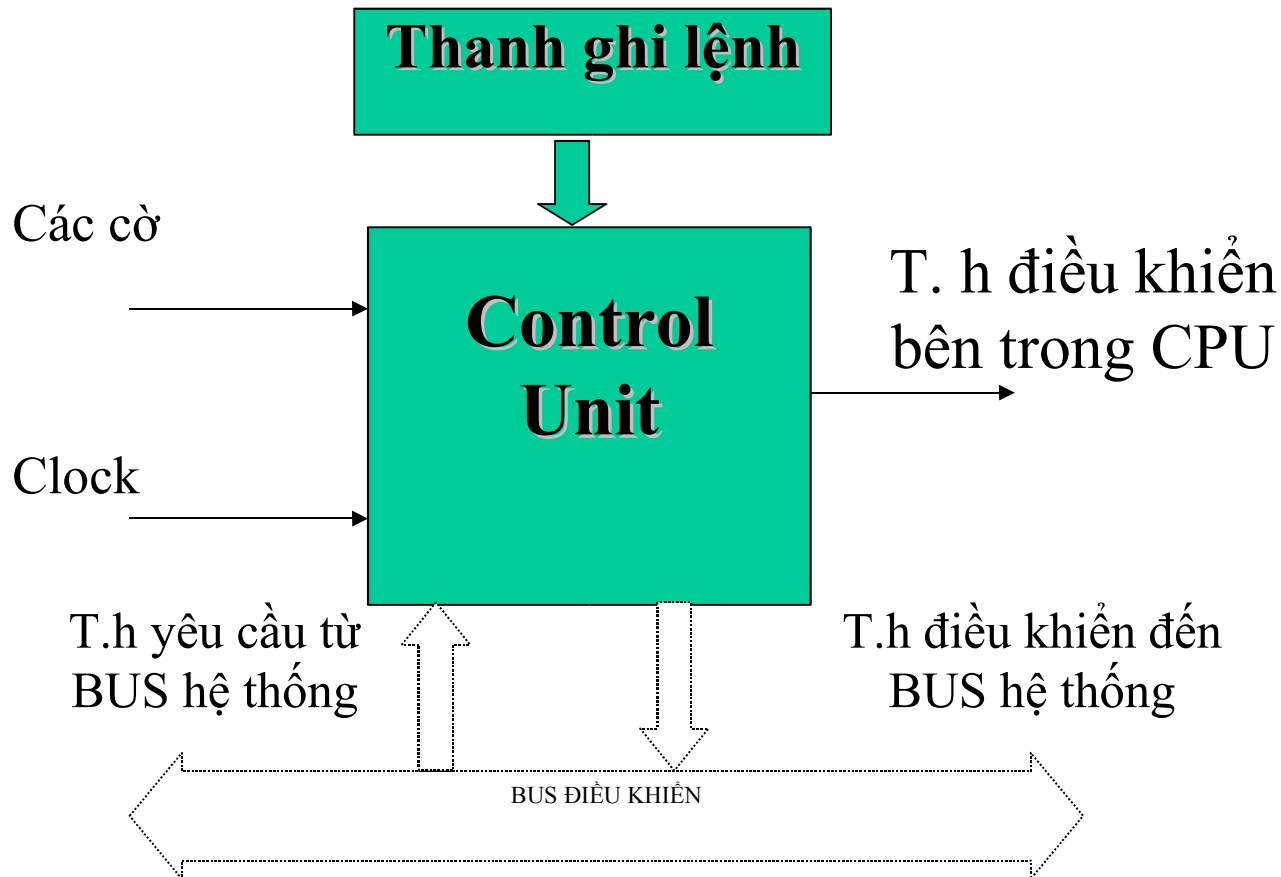 Thanh ghi lệnh
Các cờ
T. h điều khiển
bên trong CPU
Control
Unit
Clock
T.h yêu cầu từ
BUS hệ thống
T.h điều khiển đến
BUS hệ thống
BUS ĐIỀU KHIỂN